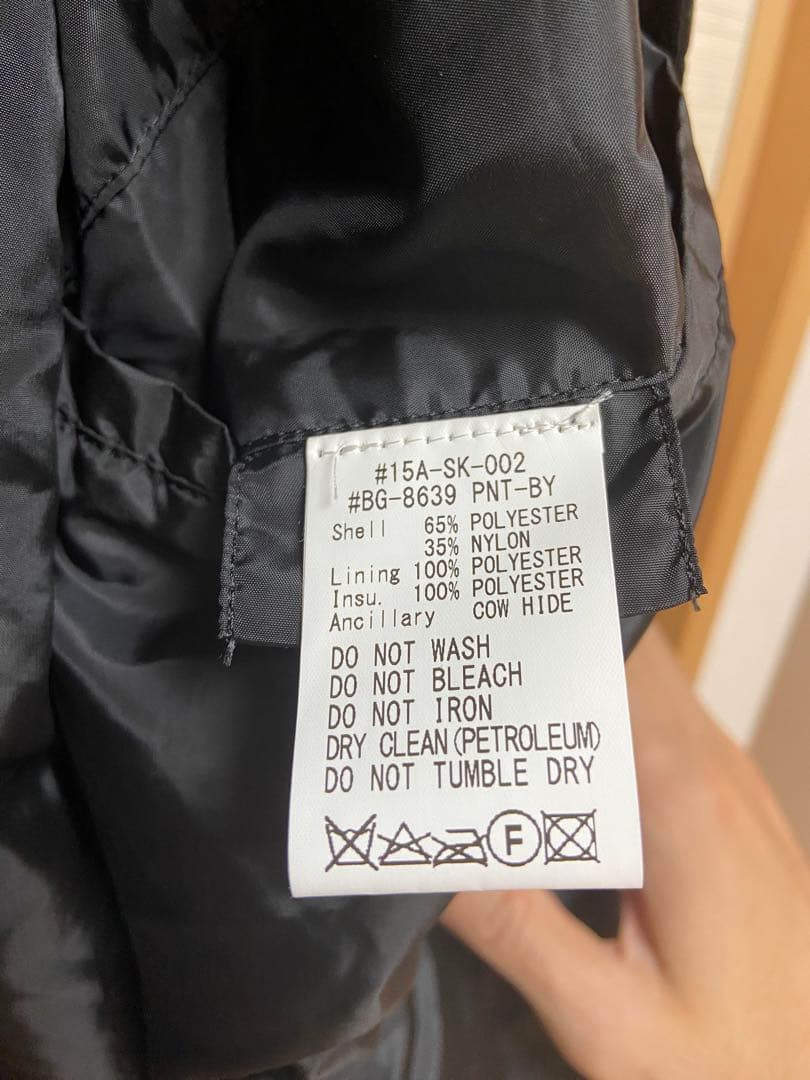 #15A-SK-002
#BG-8639 PNT-BY
Shell 65% POLYESTER
35% NYLON
Lining 100% POLYESTER
Insu. 100% POLYESTER
Ancillary COW HIDE
DO NOT WASH
DO NOT BLEACH
DO NOT IRON
DRY CLEAN(PETROLEUM)
DO NOT TUMBLE DRY
F